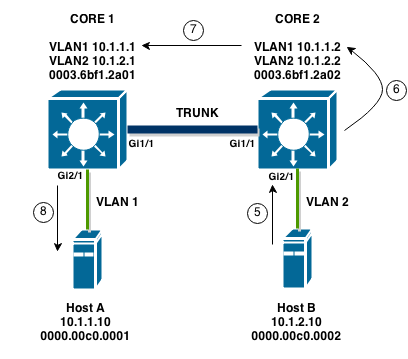 CORE 1
CORE 2
7
VLAN1 10.1.1.1
VLAN2 10.1.2.1
0003.6bf1.2a01
VLAN1 10.1.1.2
VLAN2 10.1.2.2
0003.6bf1.2a02
6
TRUNK
Gi1/1
Gi1/1
Gi2/1
Gi2/1
8
VLAN 1
5
VLAN 2
Host A
10.1.1.10
0000.00c0.0001
Host B
10.1.2.10
0000.00c0.0002